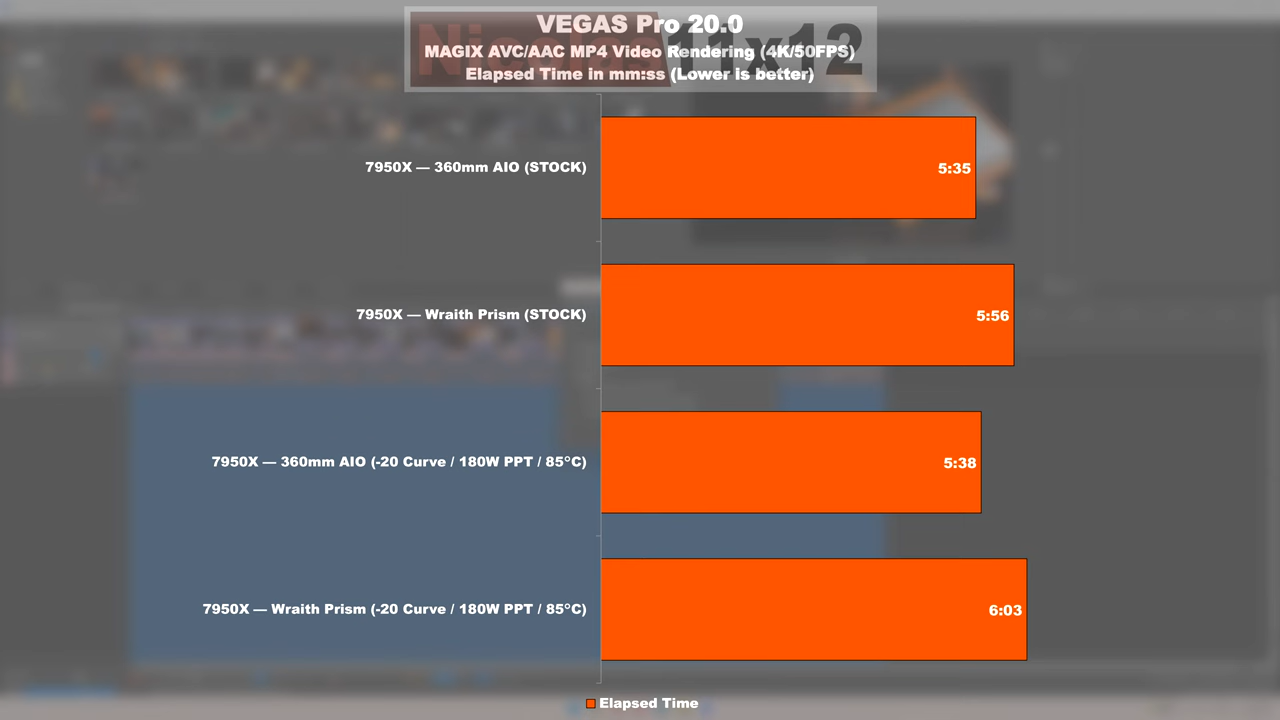 VEGAS Pro 20.0
MAGIX AVC/AAC MP4 Video Rendering (4K/50FPS)
Elapsed Time in mm:ss (Lower is better)
Nicolas11x12
7950X — 360mm AIO (STOCK)
5:35
7950X — Wraith Prism (STOCK)
5:56
7950X — 360mm AIO (-20 Curve / 180W PPT / 85°C)
5:38
7950X — Wraith Prism (-20 Curve / 180W PPT / 85°C)
6:03
Elapsed Time